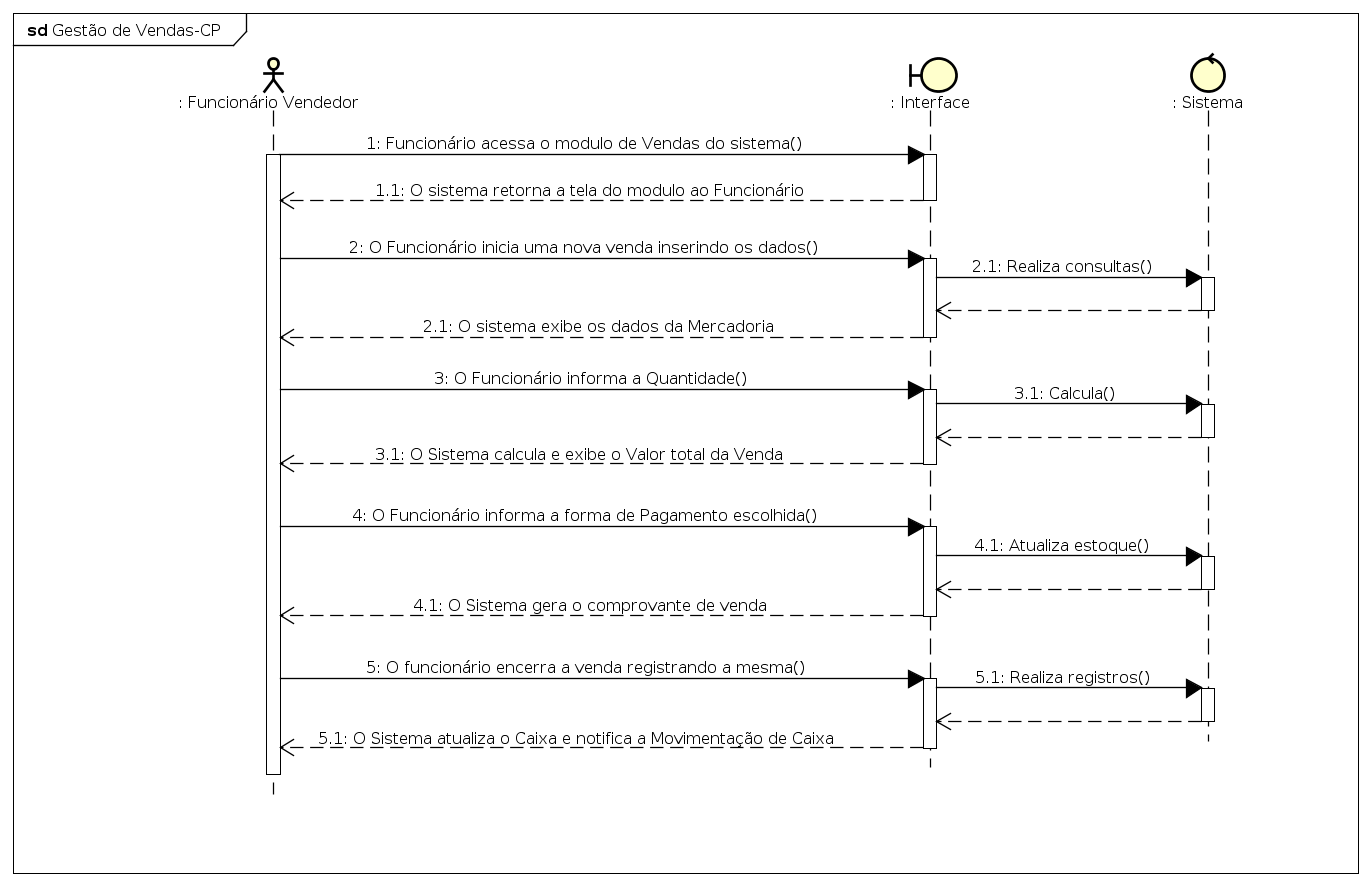 sd Gestão de Vendas-CP
: Funcionário Vendedor
: Interface
: Sistema
1: Funcionário acessa o modulo de Vendas do sistema()
1.1: O sistema retorna a tela do modulo ao Funcionário
2: O Funcionário inicia uma nova venda inserindo os dados()
2.1: Realiza consultas()
2.1: O sistema exibe os dados da Mercadoria
3: O Funcionário informa a Quantidade()
3.1: Calcula()
3.1: O Sistema calcula e exibe o Valor total da Venda
4: O Funcionário informa a forma de Pagamento escolhida()
4.1: Atualiza estoque()
4.1: O Sistema gera o comprovante de venda
5: O funcionário encerra a venda registrando a mesma()
5.1: Realiza registros()
5.1: O Sistema atualiza o Caixa e notifica a Movimentação de Caixa